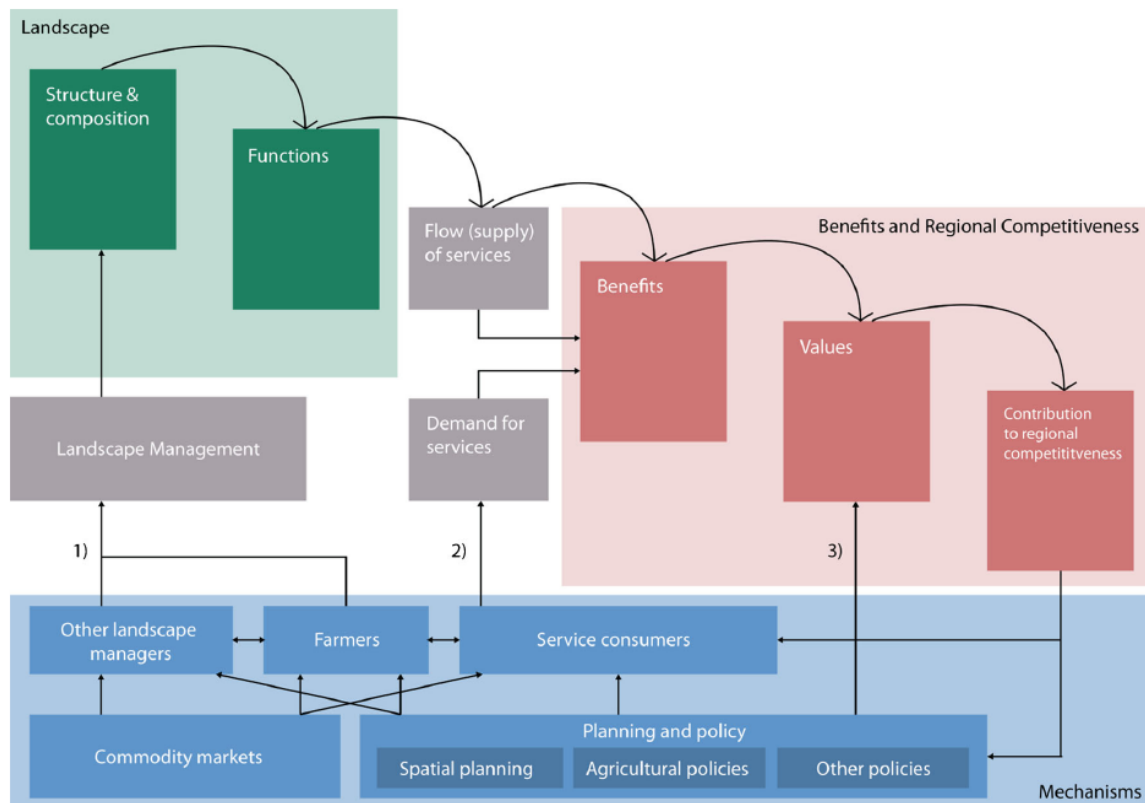 Landscape
Structure &
composition
Functions
Flow (supply)
of services
Benefits and Regional Competitiveness
Benefits
Values
Contribution
to regional
competititveness
Landscape Management
Demand for
services
1)
2)
3)
Other landscape
managers
Farmers
Service consumers
Commodity markets
Planning and policy
Spatial planning
Agricultural policies
Other policies
Mechanisms